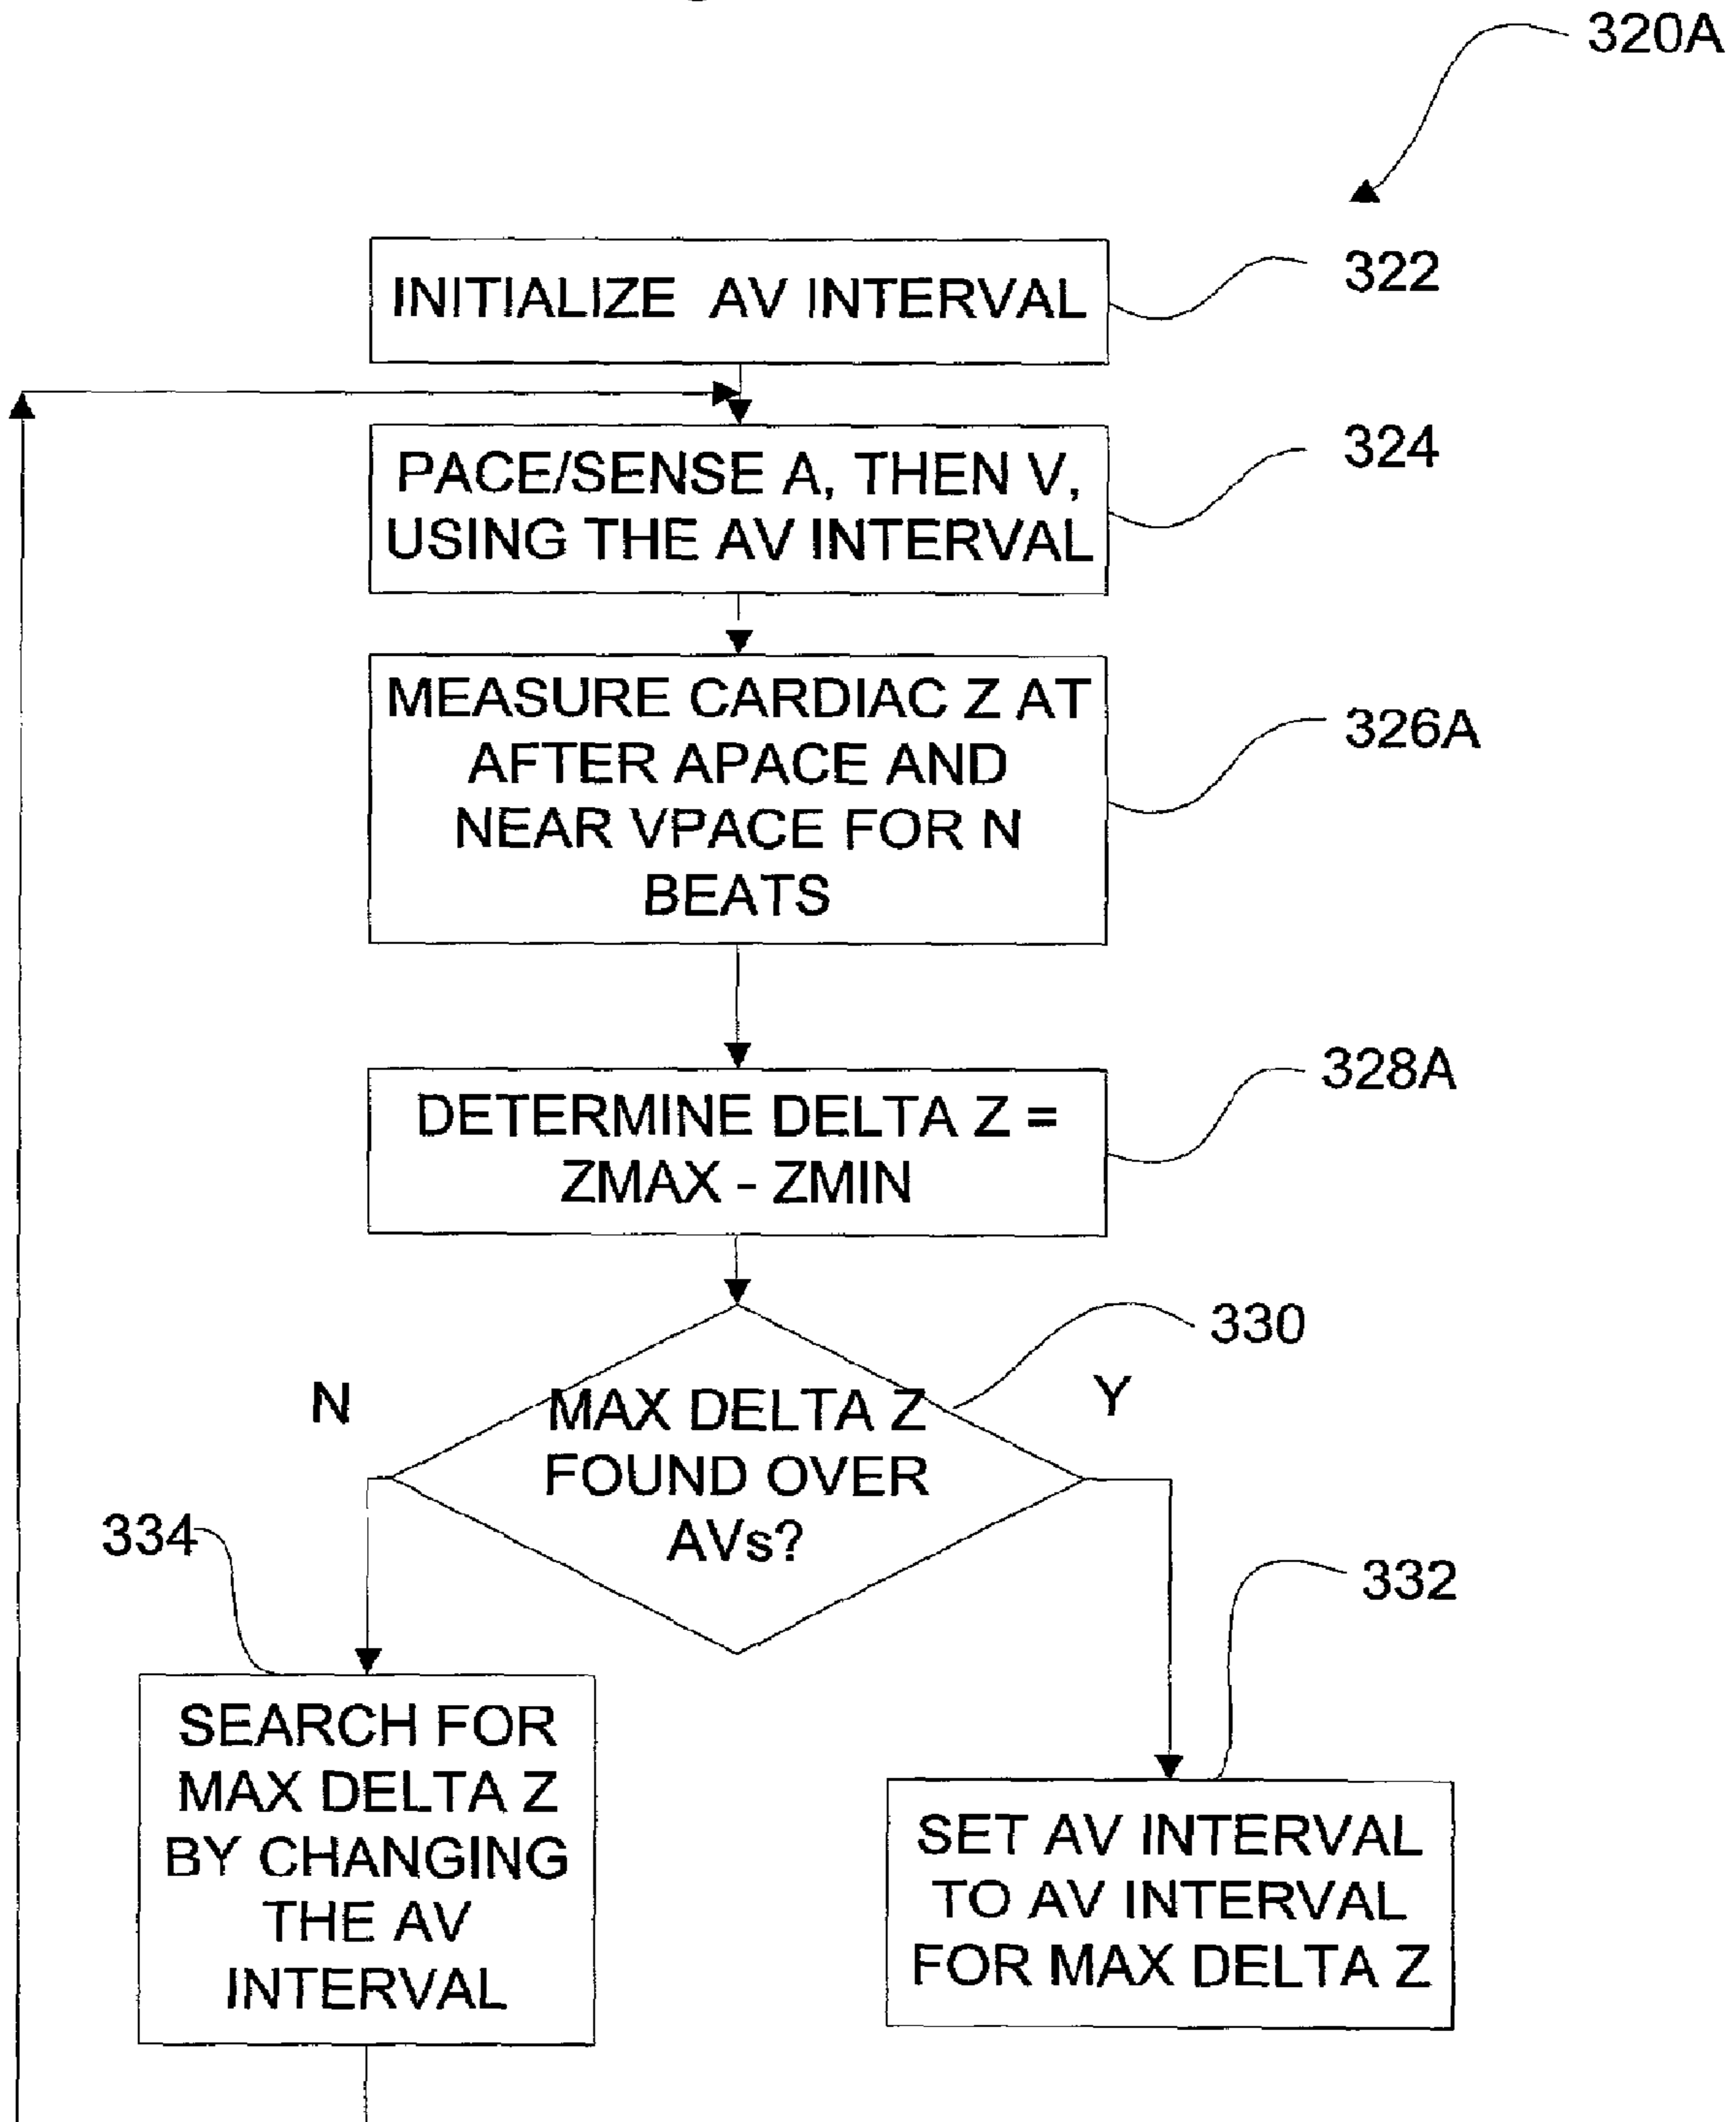 320A
INITIALIZE AV INTERVAL
322
PACE/SENSE A, THEN V,
USING THE AV INTERVAL
324
MEASURE CARDIAC Z AT
AFTER APACE AND
NEAR VPACE FOR N
BEATS
326A
DETERMINE DELTA Z =
ZMAX - ZMIN
328A
330
N
MAX DELTA Z
FOUND OVER
AVs?
Y
334
332
SEARCH FOR
MAX DELTA Z
BY CHANGING
THE AV
INTERVAL
SET AV INTERVAL
TO AV INTERVAL
FOR MAX DELTA Z